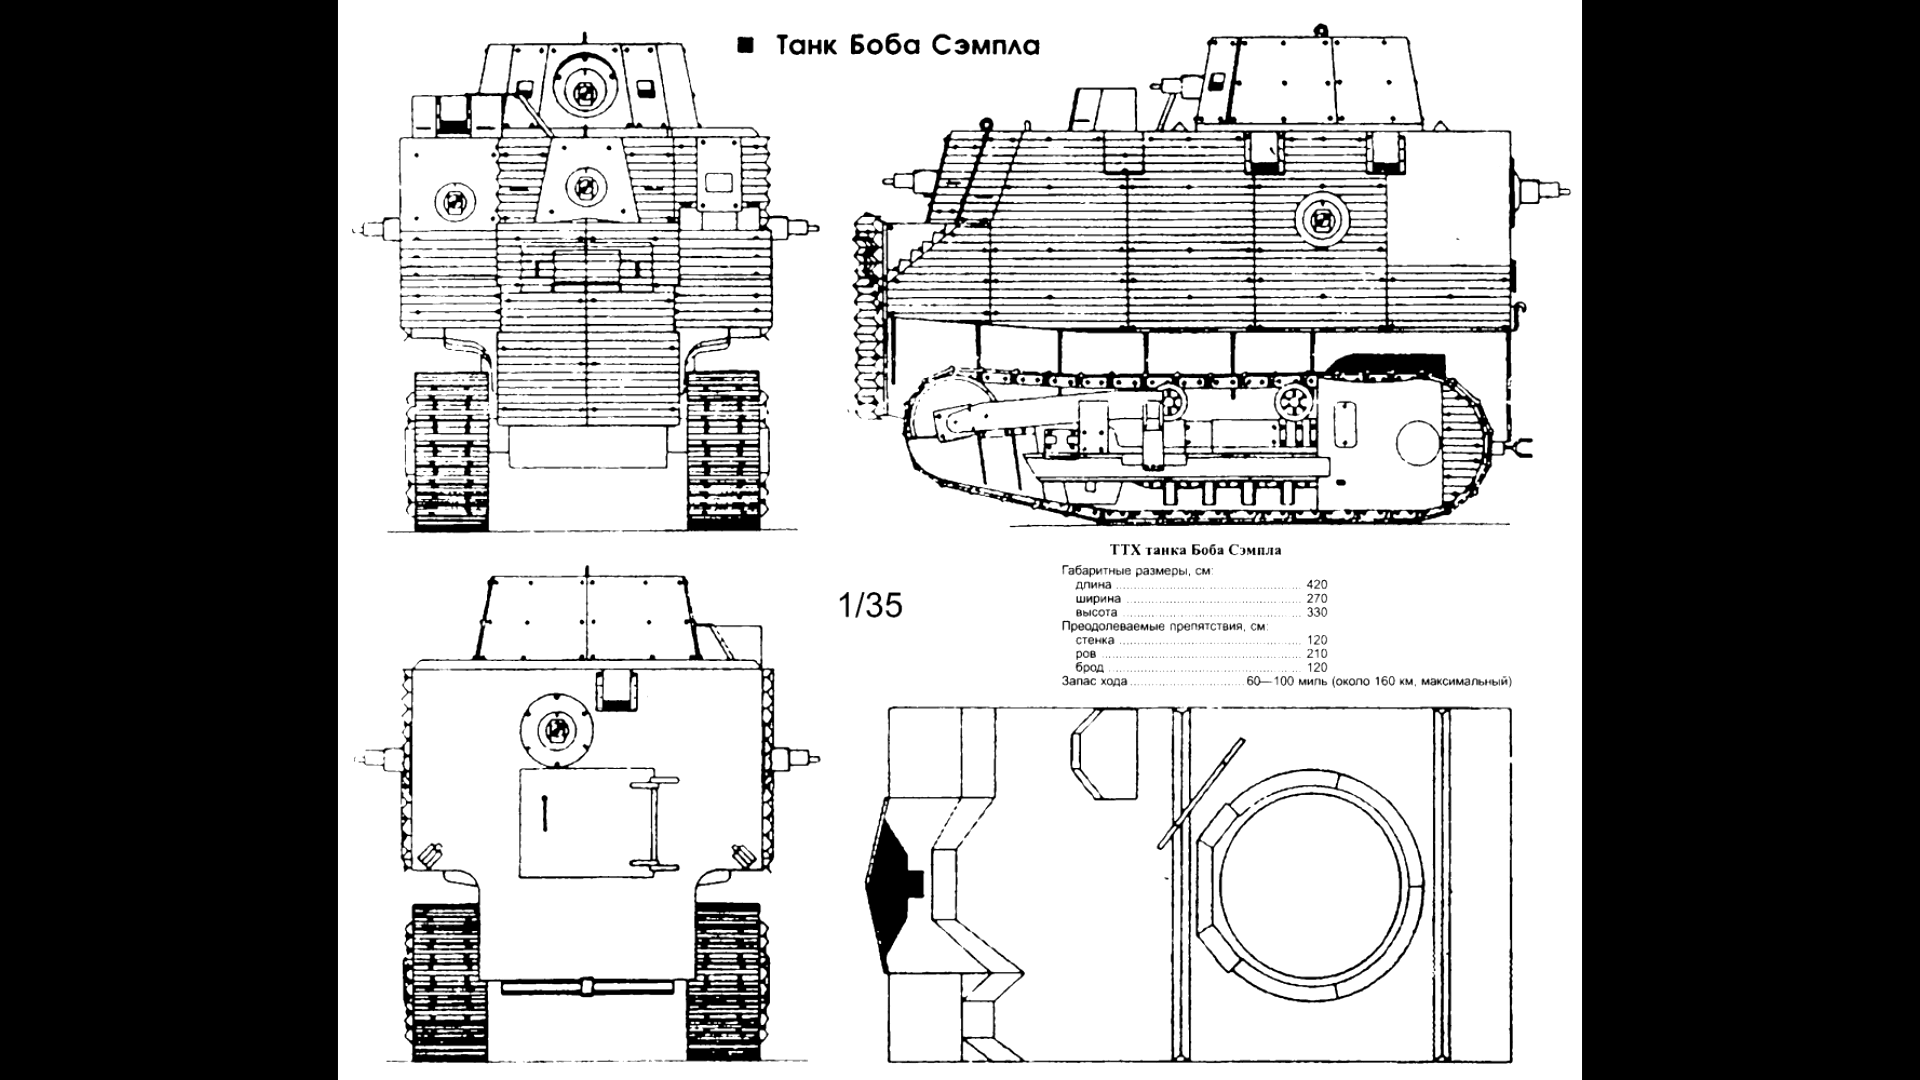 Танк Боба Сэмпла
ТТХ танка Боба Сэмпла
Габаритные размеры, см:
длина 420
ширина 270
высота 330
Преодолеваемые препятствия, см:
стенка 120
ров 210
брод 120
Запас хода 60—100 миль (около 160 км, максимальный)
1/35